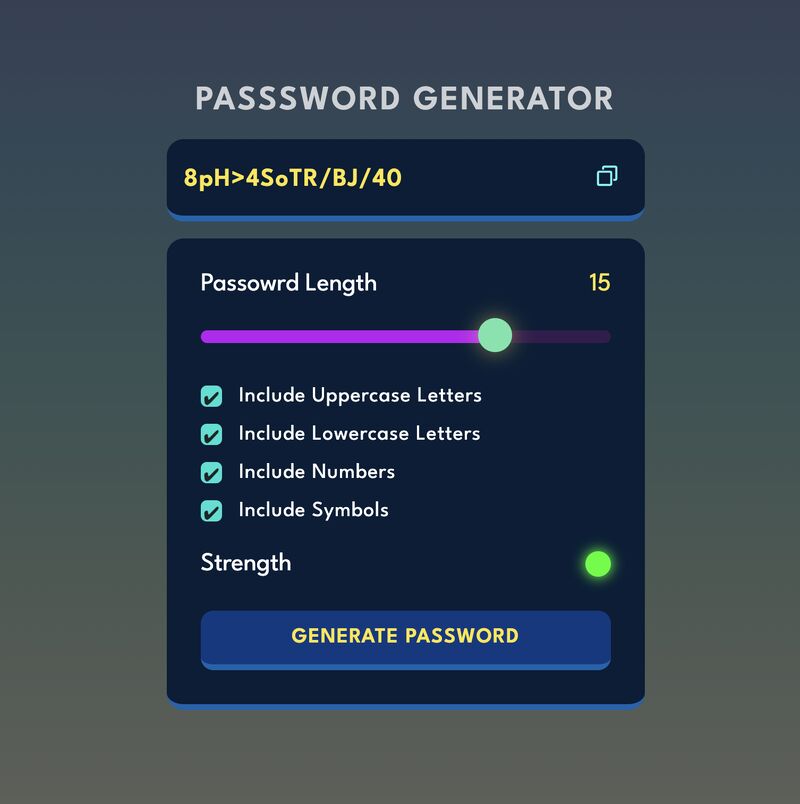 PASSSWORD GENERATOR
8pH>4SoTR/BJ/40
Passowrd Length 15
Include Uppercase Letters
Include Lowercase Letters
Include Numbers
Include Symbols
Strength
GENERATE PASSWORD